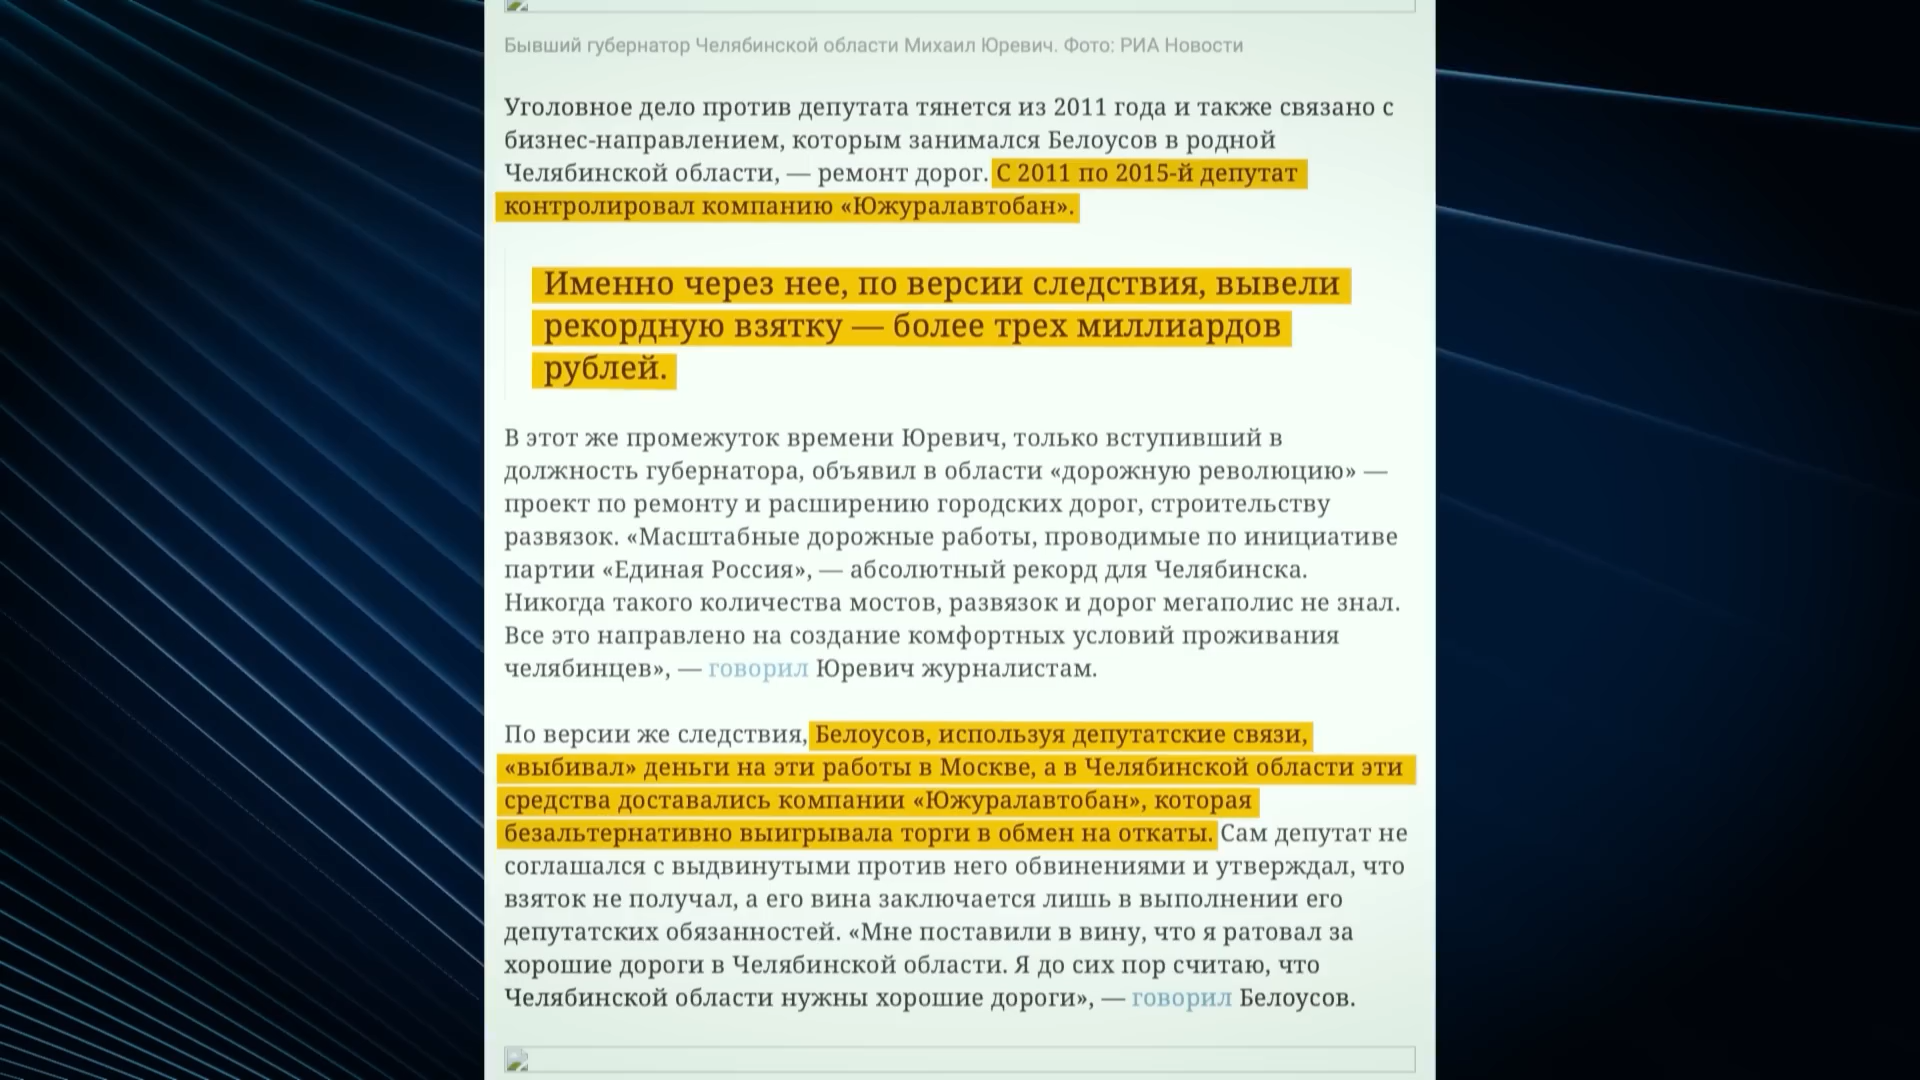 Бывший губернатор Челябинской области Михаил Юревич. Фото: РИА Новости
Уголовное дело против депутата тянется из 2011 года и также связано с
бизнес-направлением, которым занимался Белоусов в родной
Челябинской области, — ремонт дорог. С 2011 по 2015-й депутат
контролировал компанию «Южуралавтобан».
Именно через нее, по версии следствия, вывели
рекордную взятку — более трех миллиардов
рублей.
В этот же промежуток времени Юревич, только вступивший в
должность губернатора, объявил в области «дорожную революцию» —
проект по ремонту и расширению городских дорог, строительству
развязок. «Масштабные дорожные работы, проводимые по инициативе
партии «Единая Россия», — абсолютный рекорд для Челябинска.
Никогда такого количества мостов, развязок и дорог мегаполис не знал.
Все это направлено на создание комфортных условий проживания
челябинцев», — говорил Юревич журналистам.
По версии же следствия, Белоусов, используя депутатские связи,
«выбивал» деньги на эти работы в Москве, а в Челябинской области эти
средства доставались компании «Южуралавтобан», которая
безальтернативно выигрывала торги в обмен на откаты. Сам депутат не
соглашался с выдвинутыми против него обвинениями и утверждал, что
взяток не получал, а его вина заключается лишь в выполнении его
депутатских обязанностей. «Мне поставили в вину, что я ратовал за
хорошие дороги в Челябинской области. Я до сих пор считаю, что
Челябинской области нужны хорошие дороги», — говорил Белоусов.